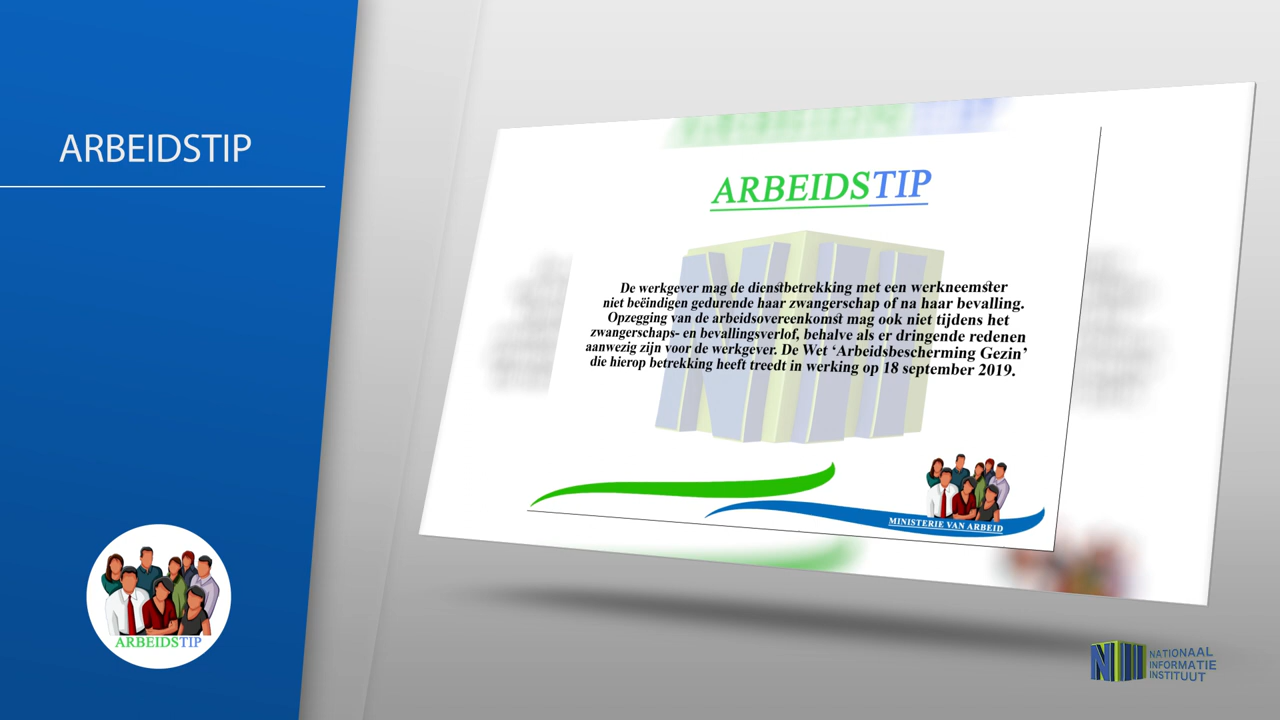 ARBEIDSTIP
ARBEIDSTIP
De werkgever mag de dienstbetrekking met een werkneemster
niet beëindigen gedurende haar zwangerschap of na haar bevalling.
Opzegging van de arbeidsovereenkomst mag ook niet tijdens het
zwangerschaps- en bevallingsverlof, behalve als er dringende redenen
aanwezig zijn voor de werkgever. De Wet ‘Arbeidsbescherming Gezin’
die hierop betrekking heeft treedt in werking op 18 september 2019.
MINISTERIE VAN ARBEID
ARBEIDSTIP
NII
NATIONAAL
INFORMATIE
INSTITUUT